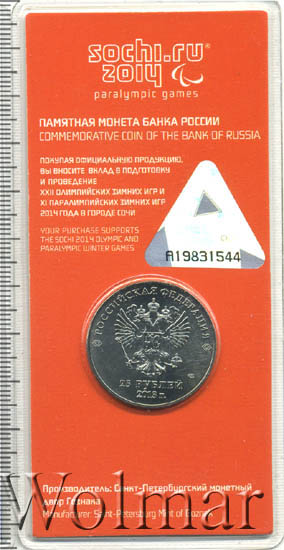 sochi.ru
2014
paralympic games
ПАМЯТНАЯ МОНЕТА БАНКА РОССИИ
COMMEMORATIVE COIN OF THE BANK OF RUSSIA
ПОКУПАЯ ОФИЦИАЛЬНУЮ ПРОДУКЦИЮ,
ВЫ ВНОСИТЕ ВКЛАД В ПОДГОТОВКУ
И ПРОВЕДЕНИЕ
XXII ОЛИМПИЙСКИХ ЗИМНИХ ИГР И
XI ПАРАЛИМПИЙСКИХ ЗИМНИХ ИГР
2014 ГОДА В ГОРОДЕ СОЧИ
YOUR PURCHASE SUPPORTS
THE SOCHI 2014 OLYMPIC AND
PARALYMPIC WINTER GAMES
A19831544
РОССИЙСКАЯ ФЕДЕРАЦИЯ
25 РУБЛЕЙ
2013 г.
Производитель: Санкт-Петербургский монетный
двор Гознака
Manufacturer: Saint-Petersburg Mint of Goznak
Wolmar